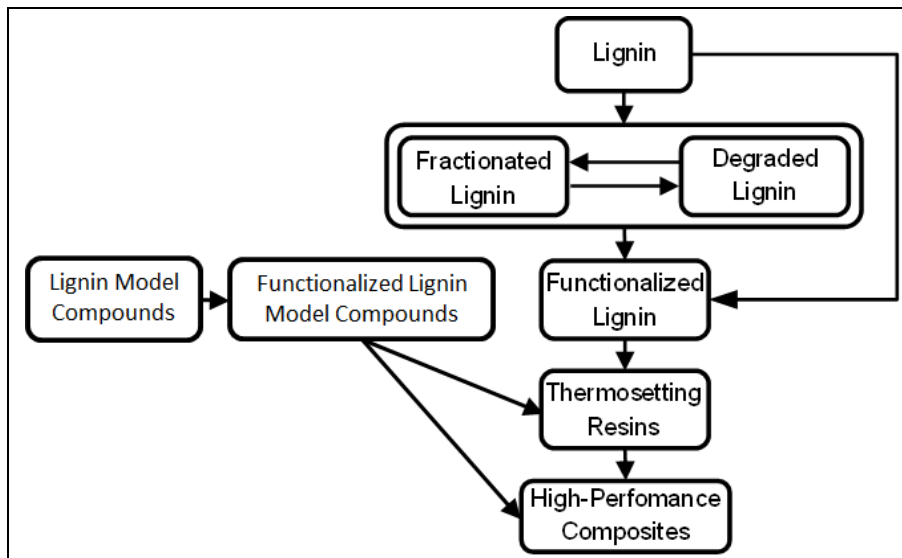 Lignin
Fractionated
Lignin
Degraded
Lignin
Lignin Model
Compounds
Functionalized Lignin
Model Compounds
Functionalized
Lignin
Thermosetting
Resins
High-Perfomance
Composites